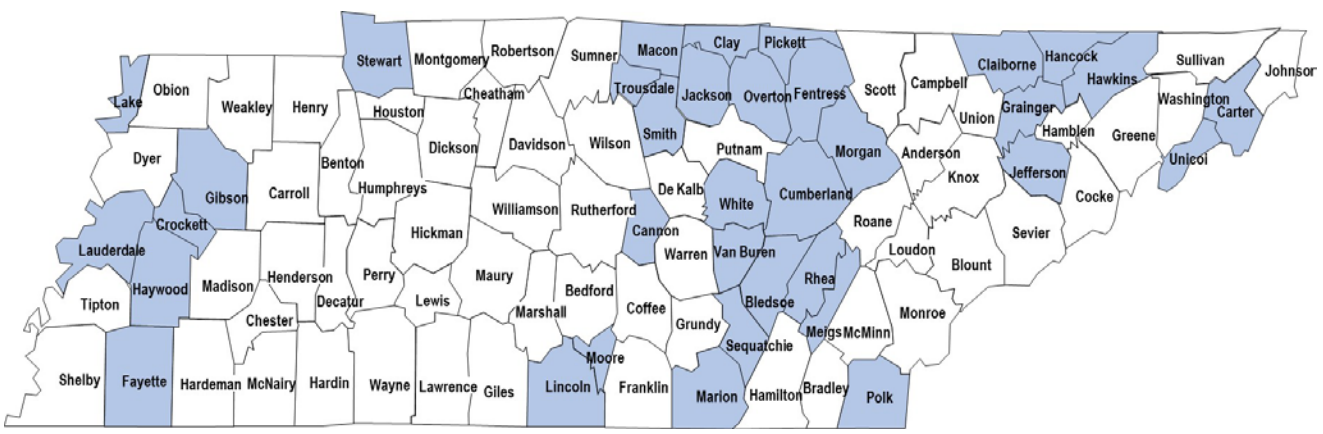 Stewart
Montgomery
Robertson
Sumner
Macon
Clay
Pickett
Scott
Campbell
Claiborne
Hancock
Hawkins
Sullivan
Johnson
Lake
Obion
Weakley
Henry
Houston
Cheatham
Trousdale
Jackson
Overton
Fentress
Union
Grainger
Washington
Carter
Dyer
Benton
Dickson
Davidson
Wilson
Smith
Putnam
Morgan
Anderson
Knox
Hamblen
Greene
Unicoi
Gibson
Carroll
Humphreys
Williamson
Rutherford
De Kalb
White
Cumberland
Jefferson
Cocke
Crockett
Lauderdale
Hickman
Cannon
Warren
Van Buren
Roane
Loudon
Sevier
Haywood
Madison
Henderson
Perry
Maury
Blount
Tipton
Decatur
Lewis
Marshall
Bedford
Coffee
Bledsoe
Rhea
Monroe
Chester
Grundy
Sequatchie
Meigs
McMinn
Shelby
Fayette
Hardeman
McNairy
Hardin
Wayne
Lawrence
Giles
Lincoln
Moore
Franklin
Marion
Hamilton
Bradley
Polk